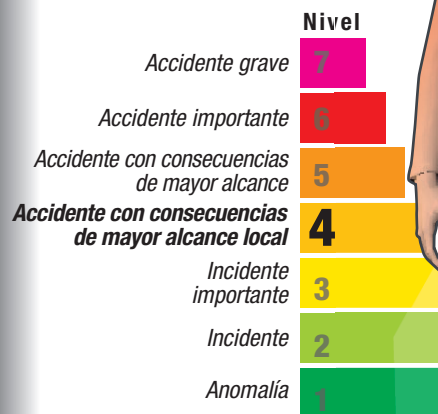 Nivel
Accidente grave 7
Accidente importante 6
Accidente con consecuencias
de mayor alcance 5
Accidente con consecuencias
de mayor alcance local 4
Incidente
importante 3
Incidente 2
Anomalía 1